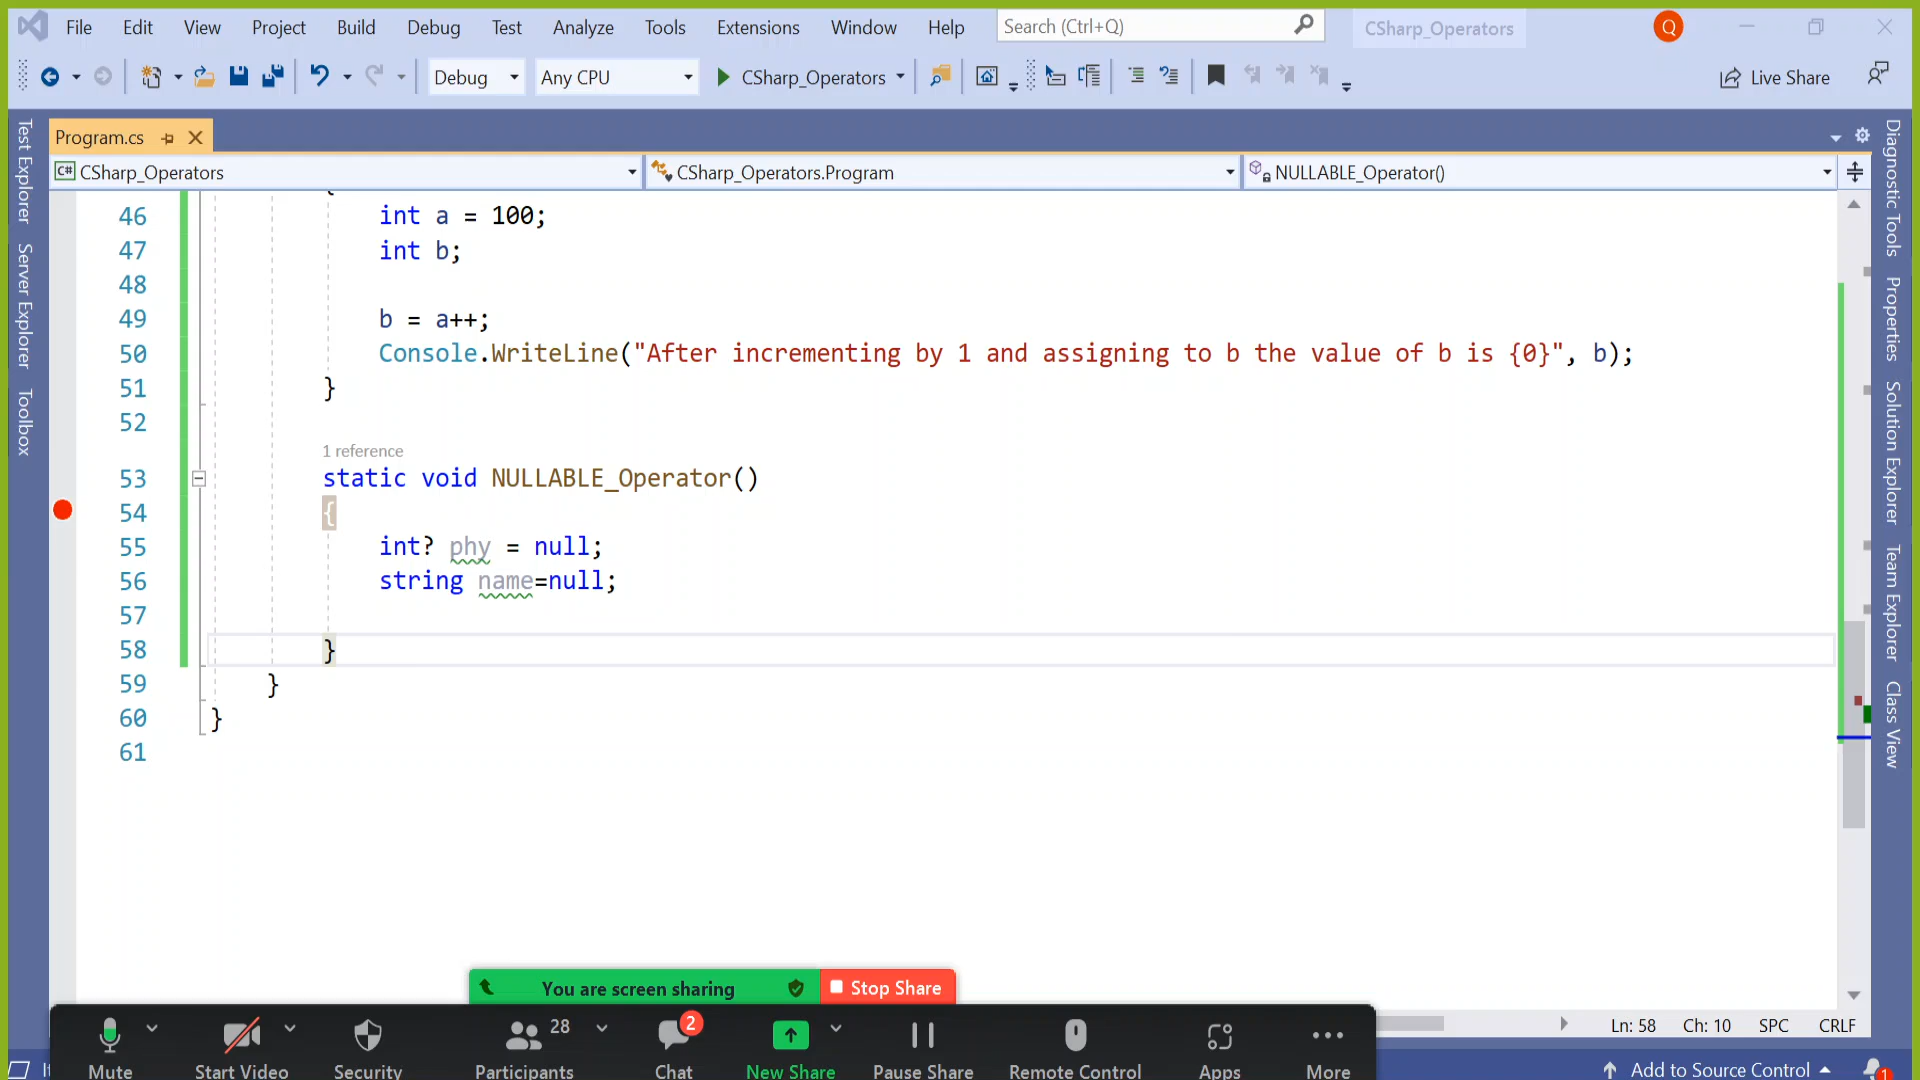 File Edit View Project Build Debug Test Analyze Tools Extensions Window Help Search (Ctrl+Q) CSharp_Operators Q
Debug Any CPU CSharp_Operators Live Share
Program.cs
C# CSharp_Operators CSharp_Operators.Program NULLABLE_Operator()
Test Explorer
Server Explorer
Toolbox
46 int a = 100;
47 int b;
48
49 b = a++;
50 Console.WriteLine("After incrementing by 1 and assigning to b the value of b is {0}", b);
51 }
52
1 reference
53 static void NULLABLE_Operator()
54 {
55 int? phy = null;
56 string name=null;
57
58 }
59 }
60 }
61
Diagnostic Tools
Properties
Solution Explorer
Team Explorer
Class View
You are screen sharing Stop Share
28 2
Mute Start Video Security Participants Chat New Share Pause Share Remote Control Apps More
Ln: 58 Ch: 10 SPC CRLF
Add to Source Control 1